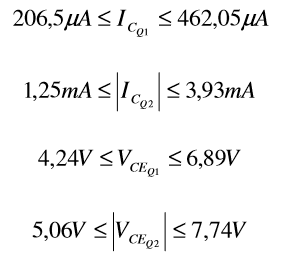 206,5μA ≤ I_{C_{Q1}} ≤ 462,05μA
1,25mA ≤ |I_{C_{Q2}}| ≤ 3,93mA
4,24V ≤ V_{CE_{Q1}} ≤ 6,89V
5,06V ≤ |V_{CE_{Q2}}| ≤ 7,74V